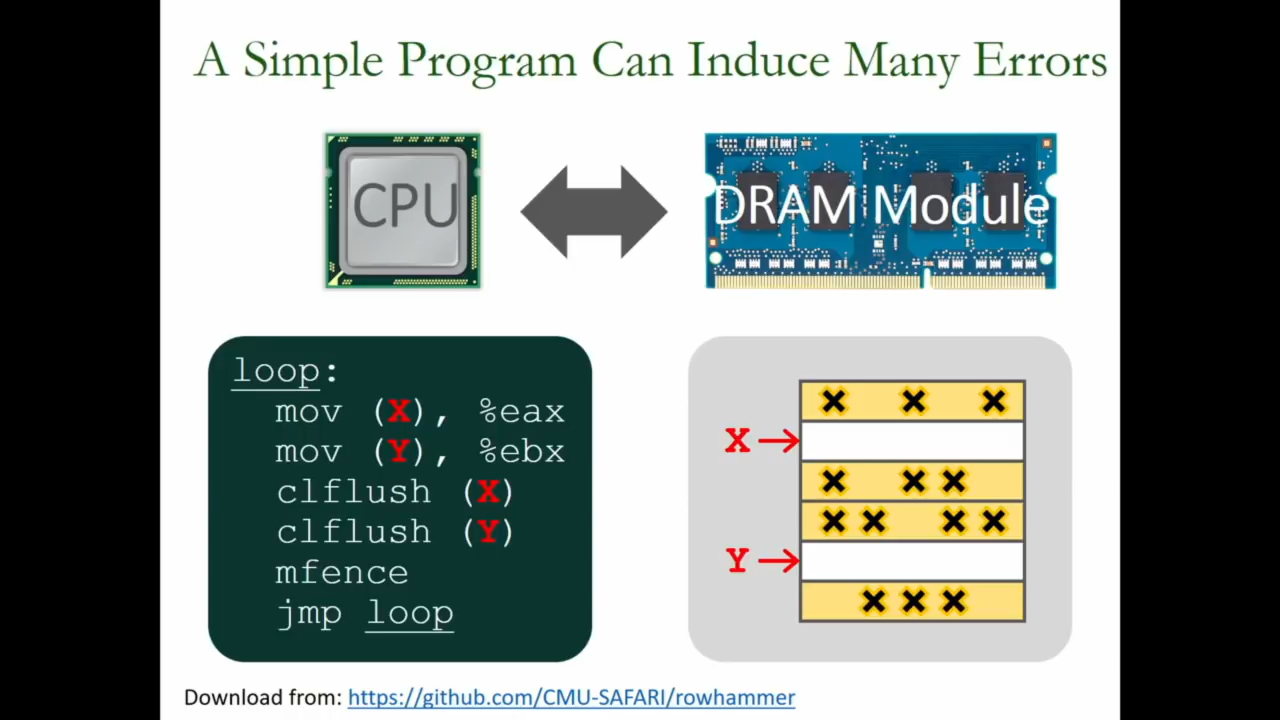 A Simple Program Can Induce Many Errors
CPU
DRAM Module
loop:
mov (X), %eax
mov (Y), %ebx
clflush (X)
clflush (Y)
mfence
jmp loop
X
Y
Download from: https://github.com/CMU-SAFARI/rowhammer